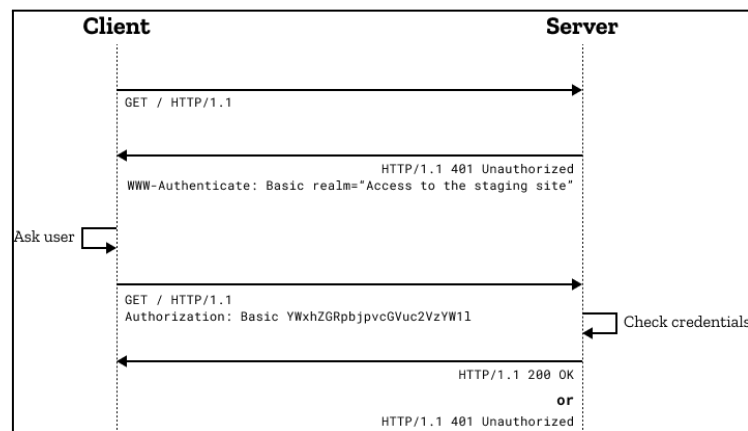 Client
Server
GET / HTTP/1.1
HTTP/1.1 401 Unauthorized
WWW-Authenticate: Basic realm="Access to the staging site"
Ask user
GET / HTTP/1.1
Authorization: Basic YWxhZGRpbjpvcGVuc2VzYW1l
Check credentials
HTTP/1.1 200 OK
or
HTTP/1.1 401 Unauthorized